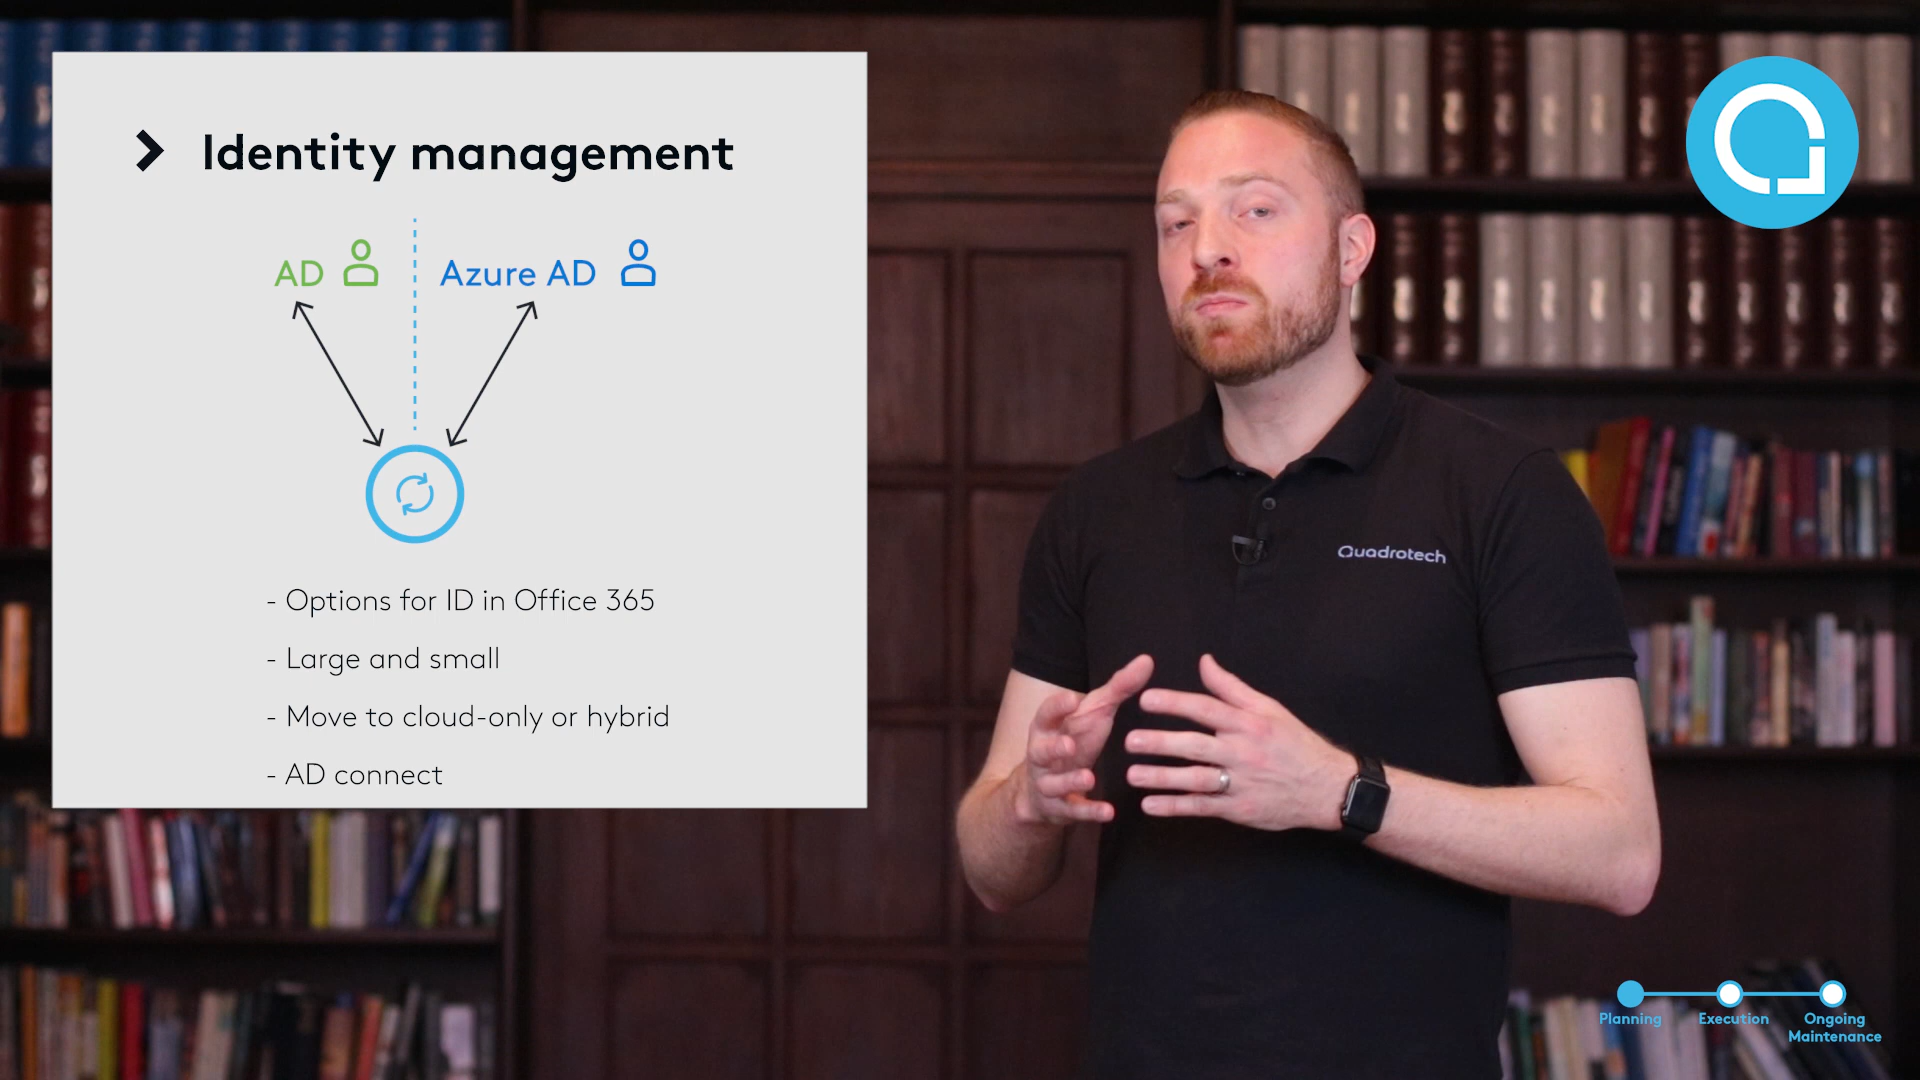 Identity management
AD
Azure AD
- Options for ID in Office 365
- Large and small
- Move to cloud-only or hybrid
- AD connect
Quadrotech
Planning
Execution
Ongoing
Maintenance